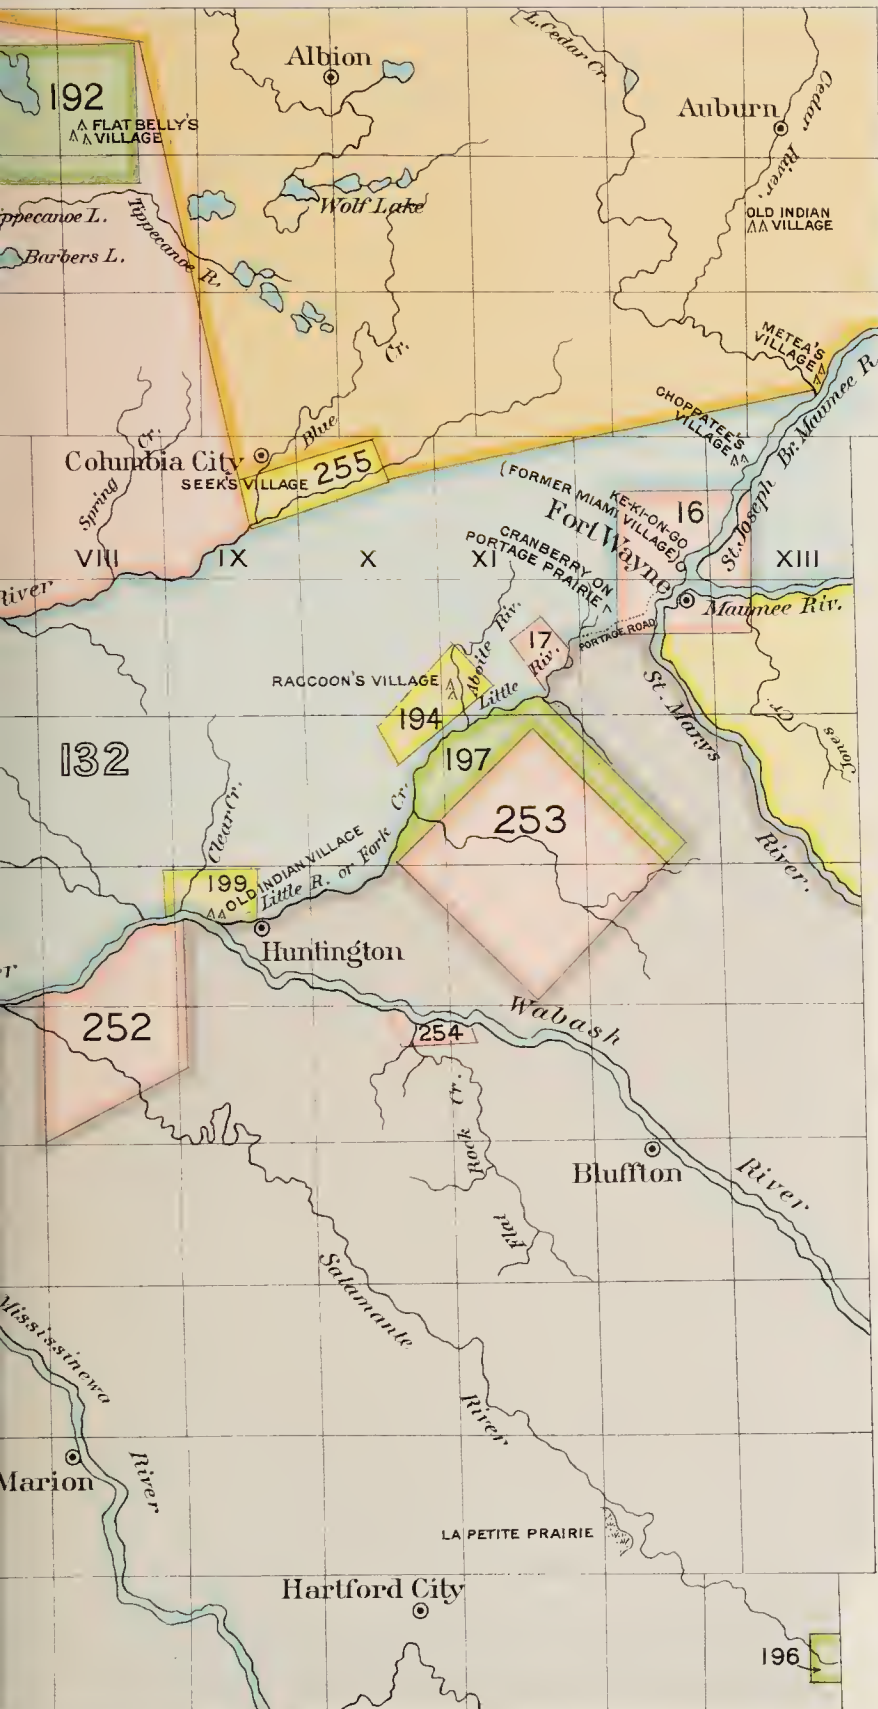 L. Cedar Cr.
Albion
Cedar River.
192
Auburn
FLAT BELLY'S
VILLAGE
Wolf Lake
ippecanoe L.
Tippecanoe R.
OLD INDIAN
VILLAGE
Barbers L.
METEA'S
VILLAGE
Blue Cr.
CHOPPATEE'S
VILLAGE
St. Joseph Br. Maumee R.
Columbia City
SEEK'S VILLAGE
255
Spring Cr.
(FORMER MIAMI VILLAGE)
KE-KI-ON-GO
16
Fort Wayne
CRANBERRY ON
PORTAGE PRAIRIE
VIII
IX
X
XI
XIII
River
Maumee Riv.
PORTAGE ROAD
17
Aboite Riv.
Little Riv.
RACCOON'S VILLAGE
St. Marys River.
194
Jones Cr.
132
197
Clear Cr.
253
199
OLD INDIAN VILLAGE
Little R. or Fork Cr.
Huntington
er
Wabash River
252
254
Flat Rock Cr.
Bluffton
Salamante River
Mississinewa River
Marion
LA PETITE PRAIRIE
Hartford City
196